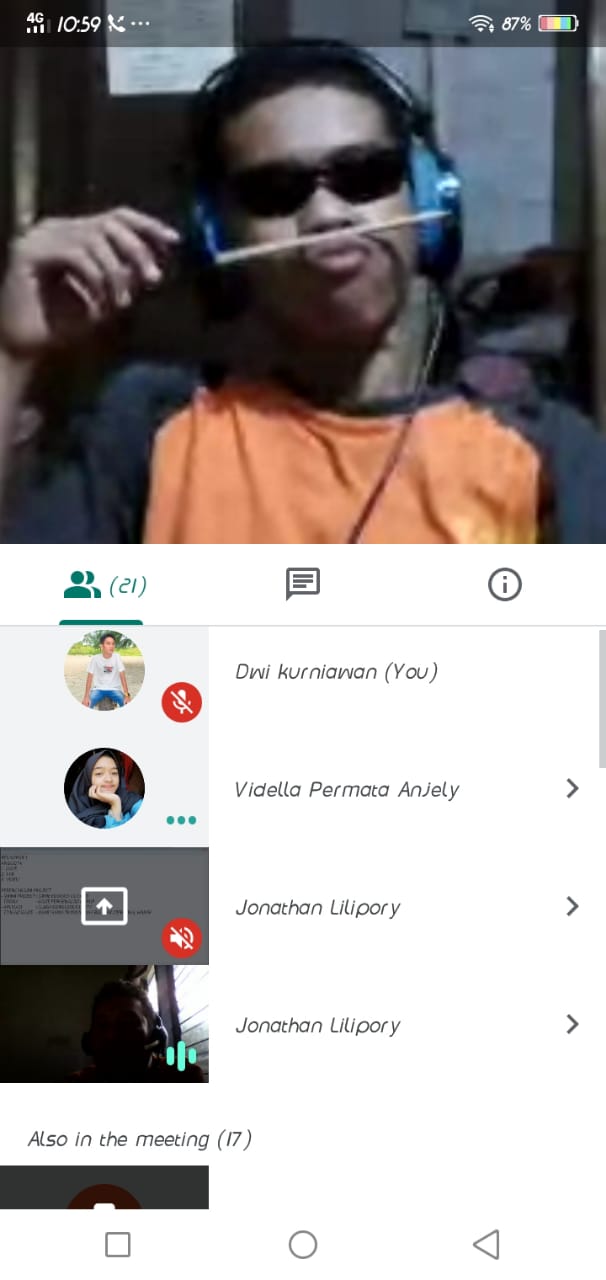 4G 10:59 87%
(21)
Dwi kurniawan (You)
Vidella Permata Anjely
Jonathan Lilipory
Jonathan Lilipory
Also in the meeting (17)